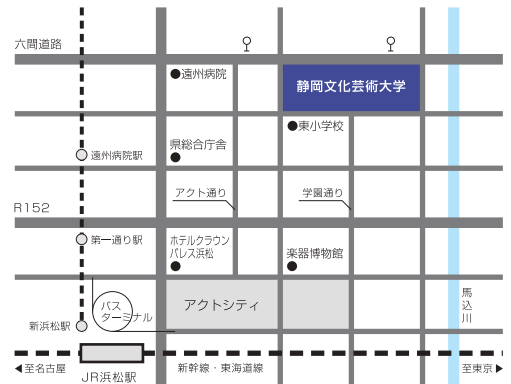 六間道路
遠州病院
静岡文化芸術大学
東小学校
県総合庁舎
遠州病院駅
アクト通り
学園通り
R152
第一通り駅
ホテルクラウン
パレス浜松
楽器博物館
バス
ターミナル
アクトシティ
馬込川
新浜松駅
至名古屋
JR浜松駅
新幹線・東海道線
至東京